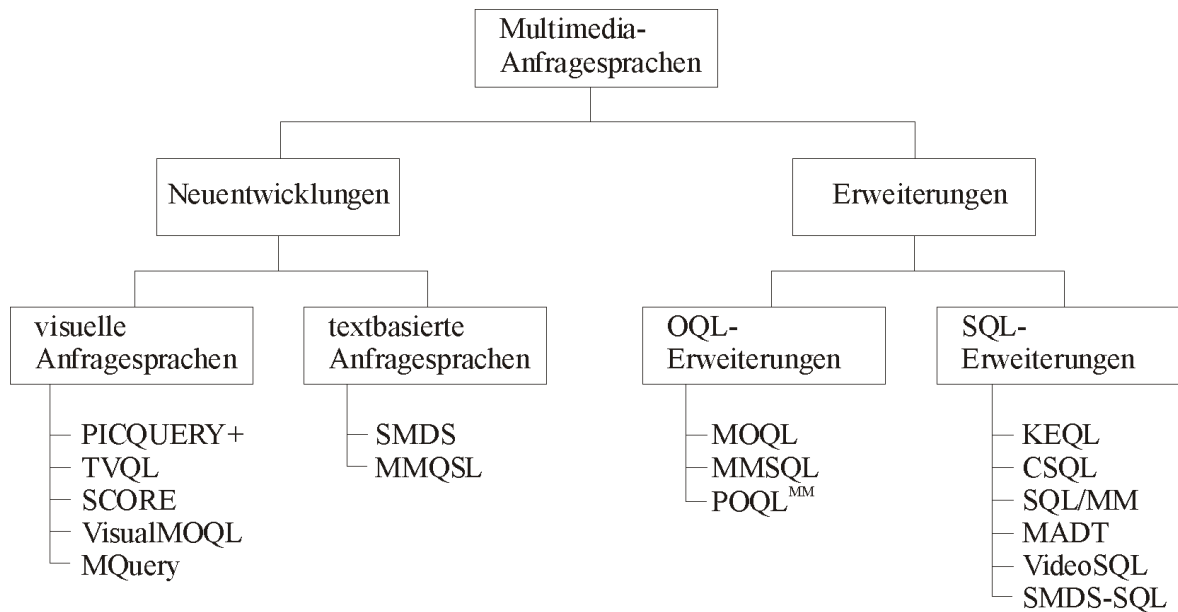 Multimedia-
Anfragesprachen
Neuentwicklungen
Erweiterungen
visuelle
Anfragesprachen
textbasierte
Anfragesprachen
OQL-
Erweiterungen
SQL-
Erweiterungen
PICQUERY+
TVQL
SCORE
VisualMOQL
MQuery
SMDS
MMQSL
MOQL
MMSQL
POQL^MM
KEQL
CSQL
SQL/MM
MADT
VideoSQL
SMDS-SQL